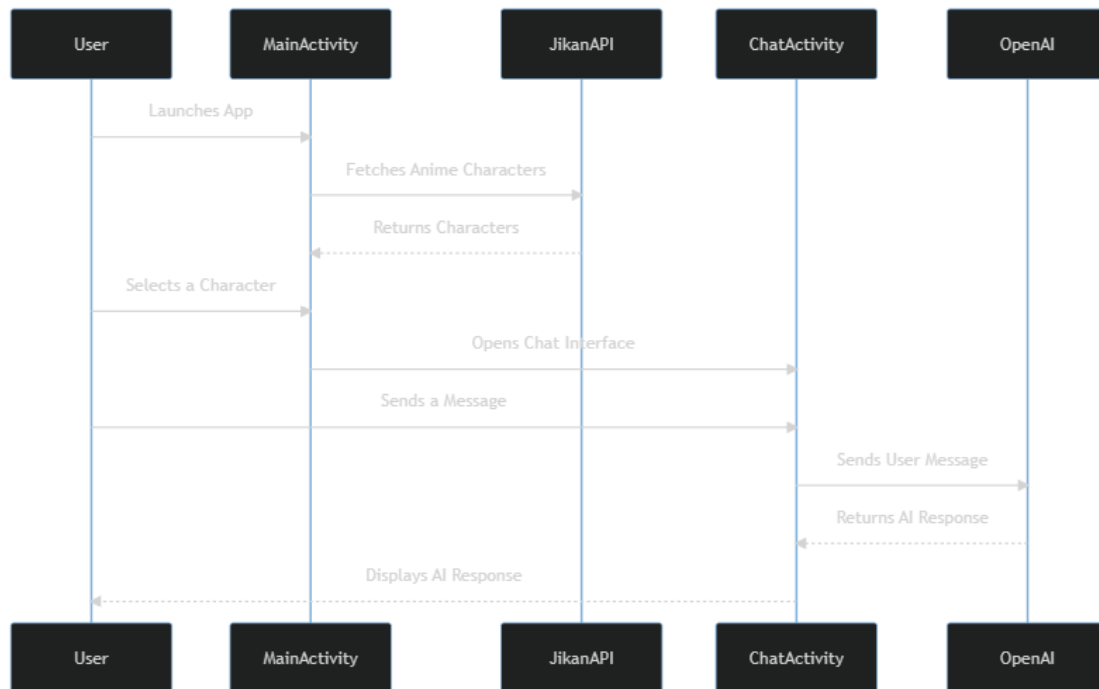 User MainActivity JikanAPI ChatActivity OpenAI
Launches App
Fetches Anime Characters
Returns Characters
Selects a Character
Opens Chat Interface
Sends a Message
Sends User Message
Returns AI Response
Displays AI Response
User MainActivity JikanAPI ChatActivity OpenAI